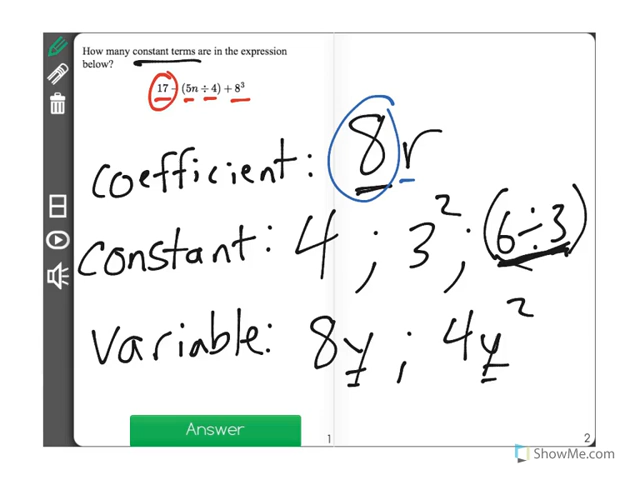 How many constant terms are in the expression
below?
17 - (5n ÷ 4) + 8³
coefficient: 8r
constant: 4 ; 3² ; (6÷3)
variable: 8y ; 4y²
Answer
1
2
ShowMe.com